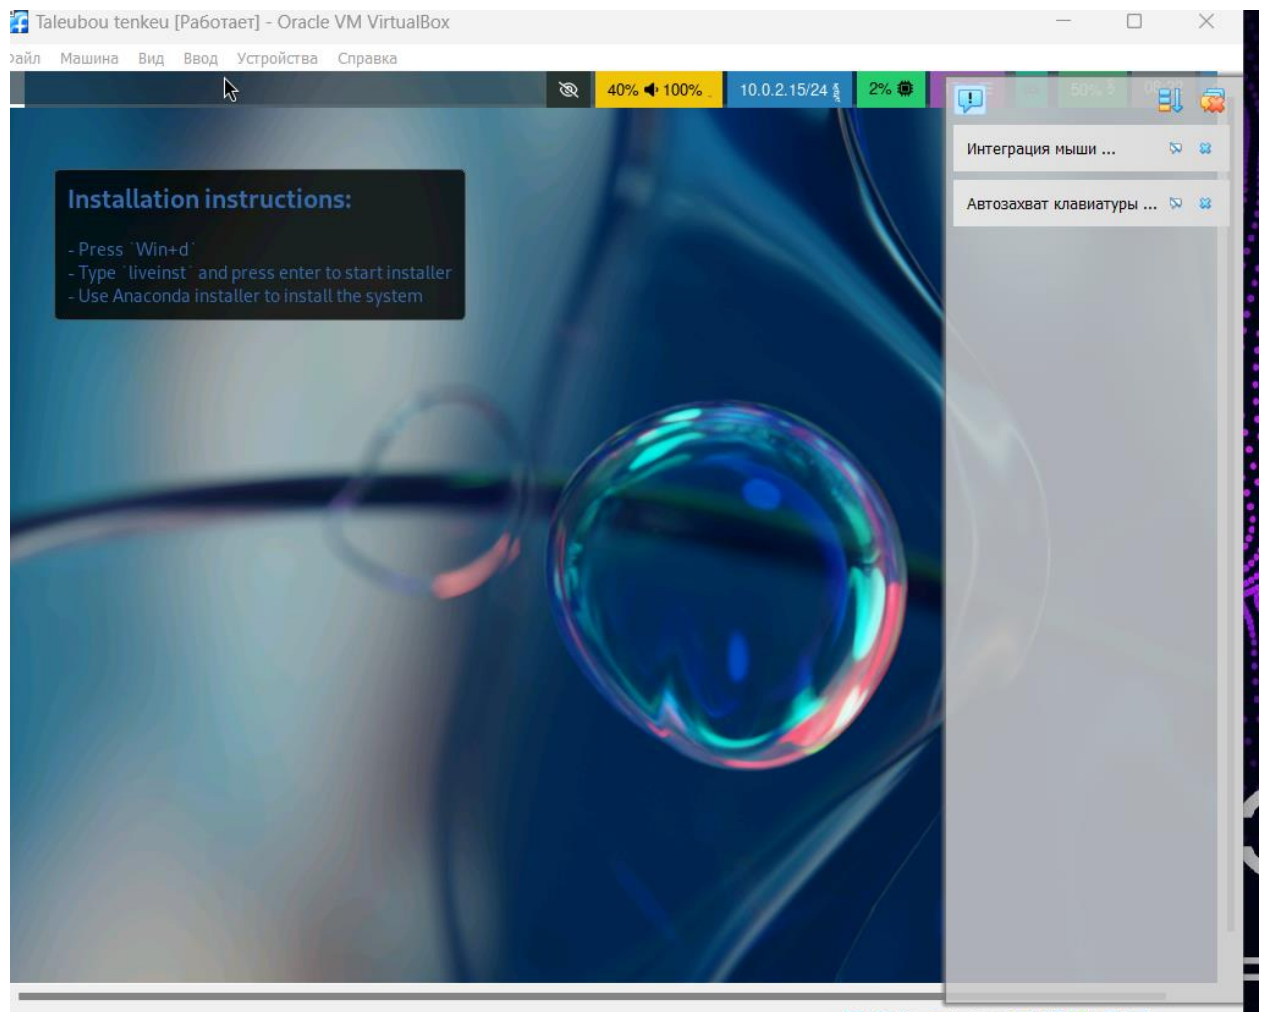 Taleubou tenkeu [Работает] - Oracle VM VirtualBox
Файл Машина Вид Ввод Устройства Справка
40% 100% 10.0.2.15/24 2% 50%
Installation instructions:
- Press `Win+d`
- Type `liveinst` and press enter to start installer
- Use Anaconda installer to install the system
Интеграция мыши ...
Автозахват клавиатуры ...